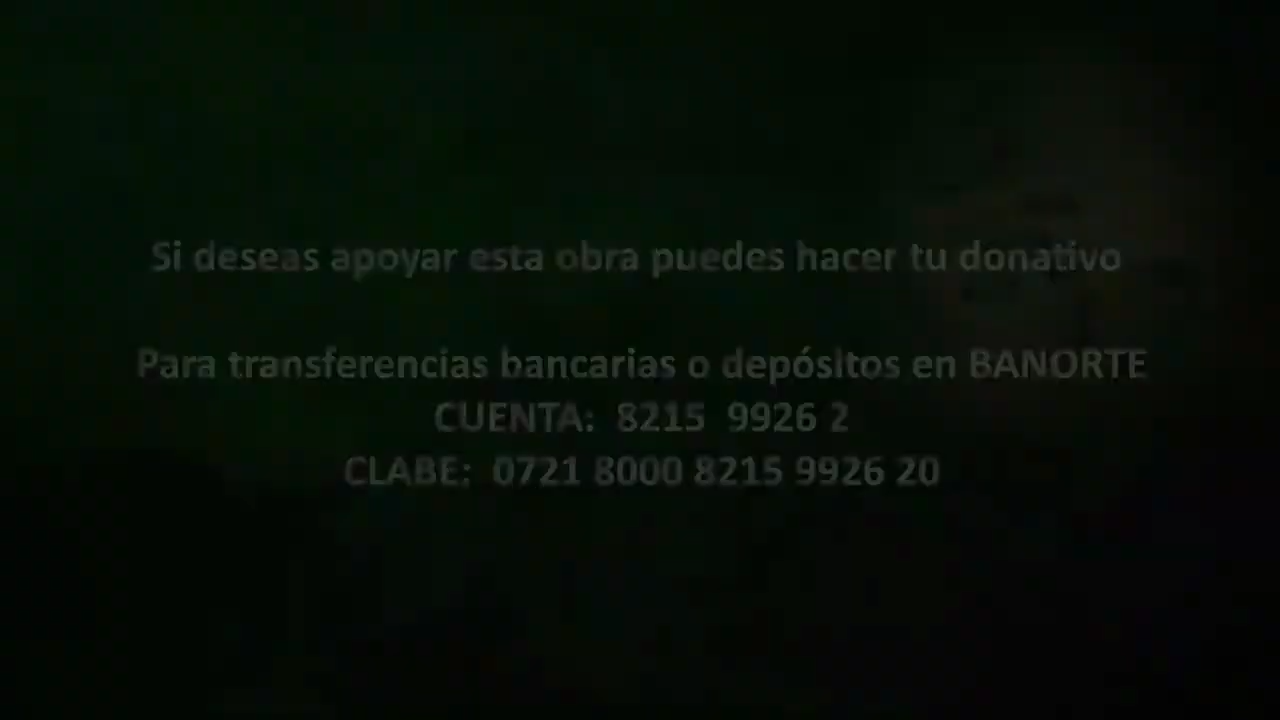 Si deseas apoyar esta obra puedes hacer tu donativo
Para transferencias bancarias o depósitos en BANORTE
CUENTA: 8215 9926 2
CLABE: 0721 8000 8215 9926 20